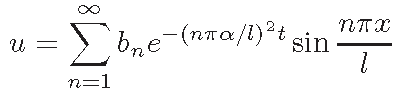 $u = \sum_{n=1}^{\infty} b_n e^{-(n\pi\alpha/l)^2 t} \sin \frac{n\pi x}{l}$